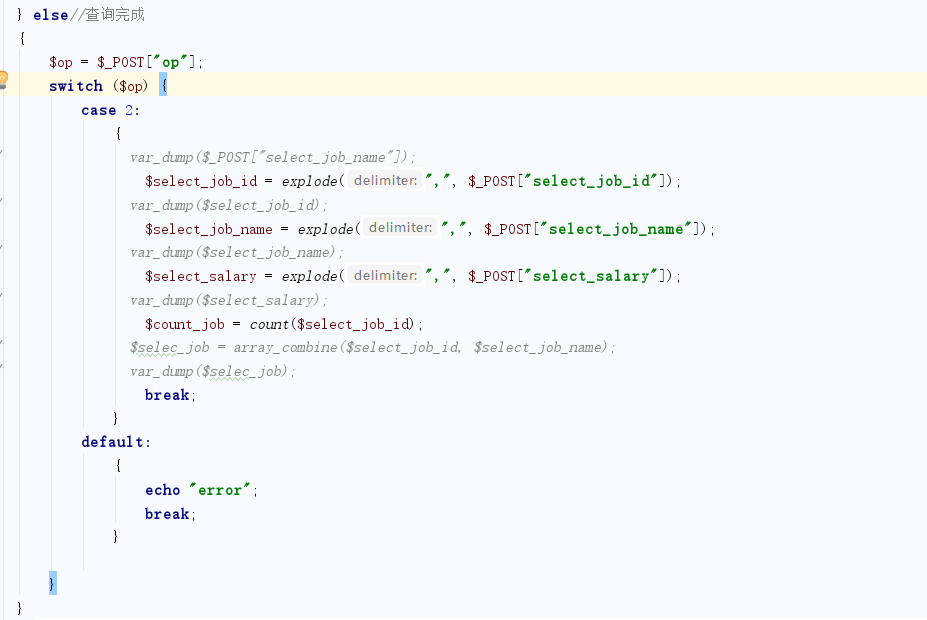 } else//查询完成
{
$op = $_POST["op"];
switch ($op) {
case 2:
{
var_dump($_POST["select_job_name"]);
$select_job_id = explode( delimiter: ",", $_POST["select_job_id"]);
var_dump($select_job_id);
$select_job_name = explode( delimiter: ",", $_POST["select_job_name"]);
var_dump($select_job_name);
$select_salary = explode( delimiter: ",", $_POST["select_salary"]);
var_dump($select_salary);
$count_job = count($select_job_id);
$selec_job = array_combine($select_job_id, $select_job_name);
var_dump($selec_job);
break;
}
default:
{
echo "error";
break;
}
}
}